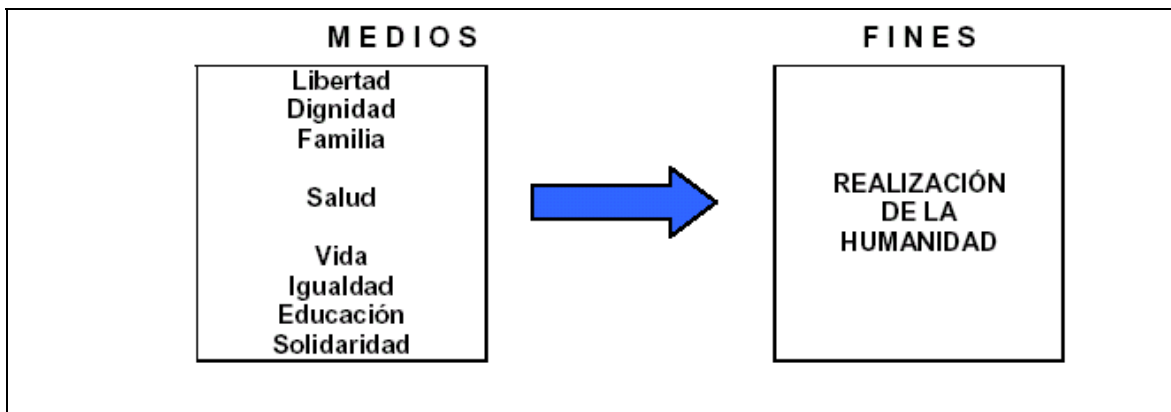 MEDIOS
FINES
Libertad
Dignidad
Familia
Salud
Vida
Igualdad
Educación
Solidaridad
REALIZACIÓN
DE LA
HUMANIDAD